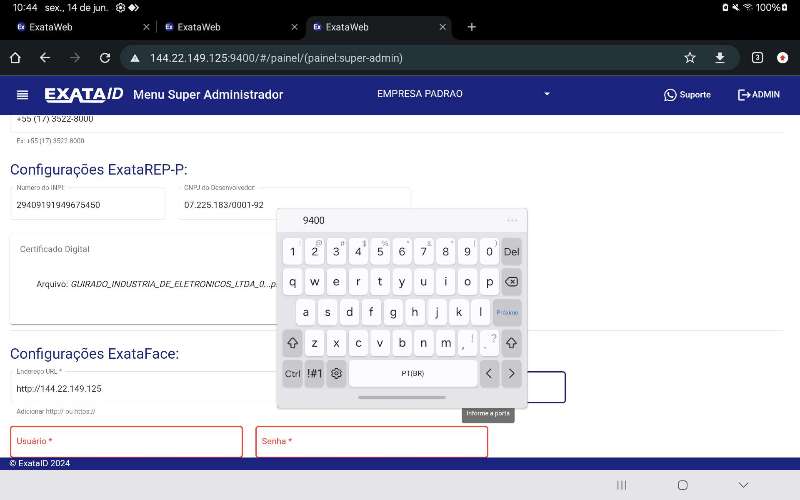 10:44 sex., 14 de jun. 100%
ExataWeb ExataWeb ExataWeb
144.22.149.125:9400/#/painel/(painel:super-admin) 3
EXATAID Menu Super Administrador EMPRESA PADRAO Suporte ADMIN
+55 (17) 3522-8000
Ex: +55 (17) 3522-8000
Configurações ExataREP-P:
Numero do INPI: CNPJ do Desenvolvedor:
29409191949675450 07.225.183/0001-92
9400 ...
Certificado Digital
1 2 3 4 5 6 7 8 9 0 Del
q w e r t y u i o p
Arquivo: GUIRADO_INDUSTRIA_DE_ELETRONICOS_LTDA_0...p
a s d f g h j k l Próximo
z x c v b n m , ! . ?
Configurações ExataFace:
Endereço URL *
Ctrl !#1 PT(BR) < >
http://144.22.149.125
Adicionar http:// ou https://
Informe a porta
Usuário * Senha *
© ExataID 2024